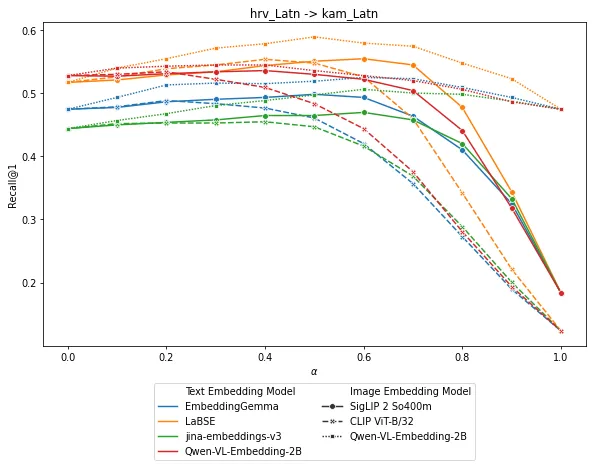 hrv_Latn -> kam_Latn
Recall@1
0.6
0.5
0.4
0.3
0.2
0.0 0.2 0.4 0.6 0.8 1.0
α
Text Embedding Model Image Embedding Model
EmbeddingGemma SigLIP 2 So400m
LaBSE CLIP ViT-B/32
jina-embeddings-v3 Qwen-VL-Embedding-2B
Qwen-VL-Embedding-2B